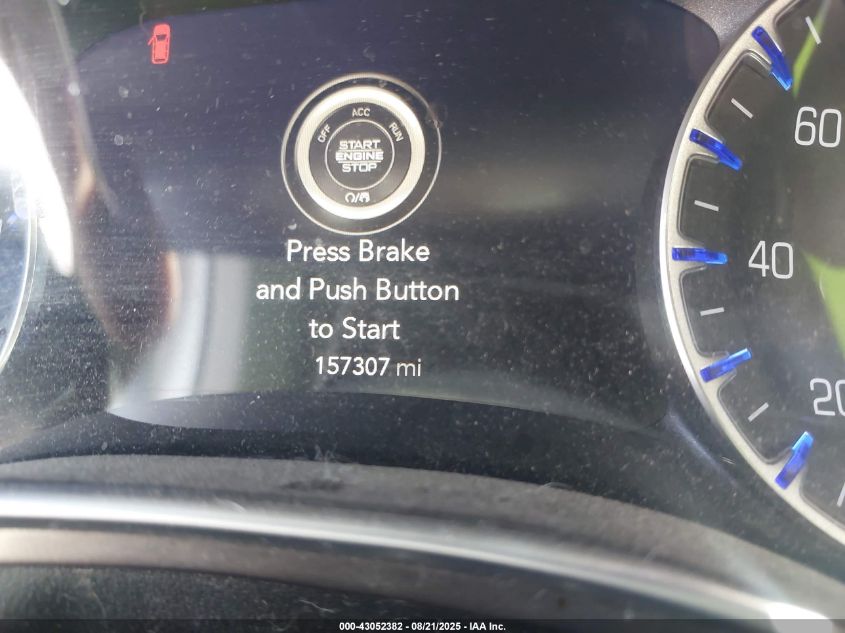 OFF ACC RUN
START
ENGINE
STOP
Press Brake
and Push Button
to Start
157307 mi
60
40
20
000-43052382 - 08/21/2025 - IAA Inc.